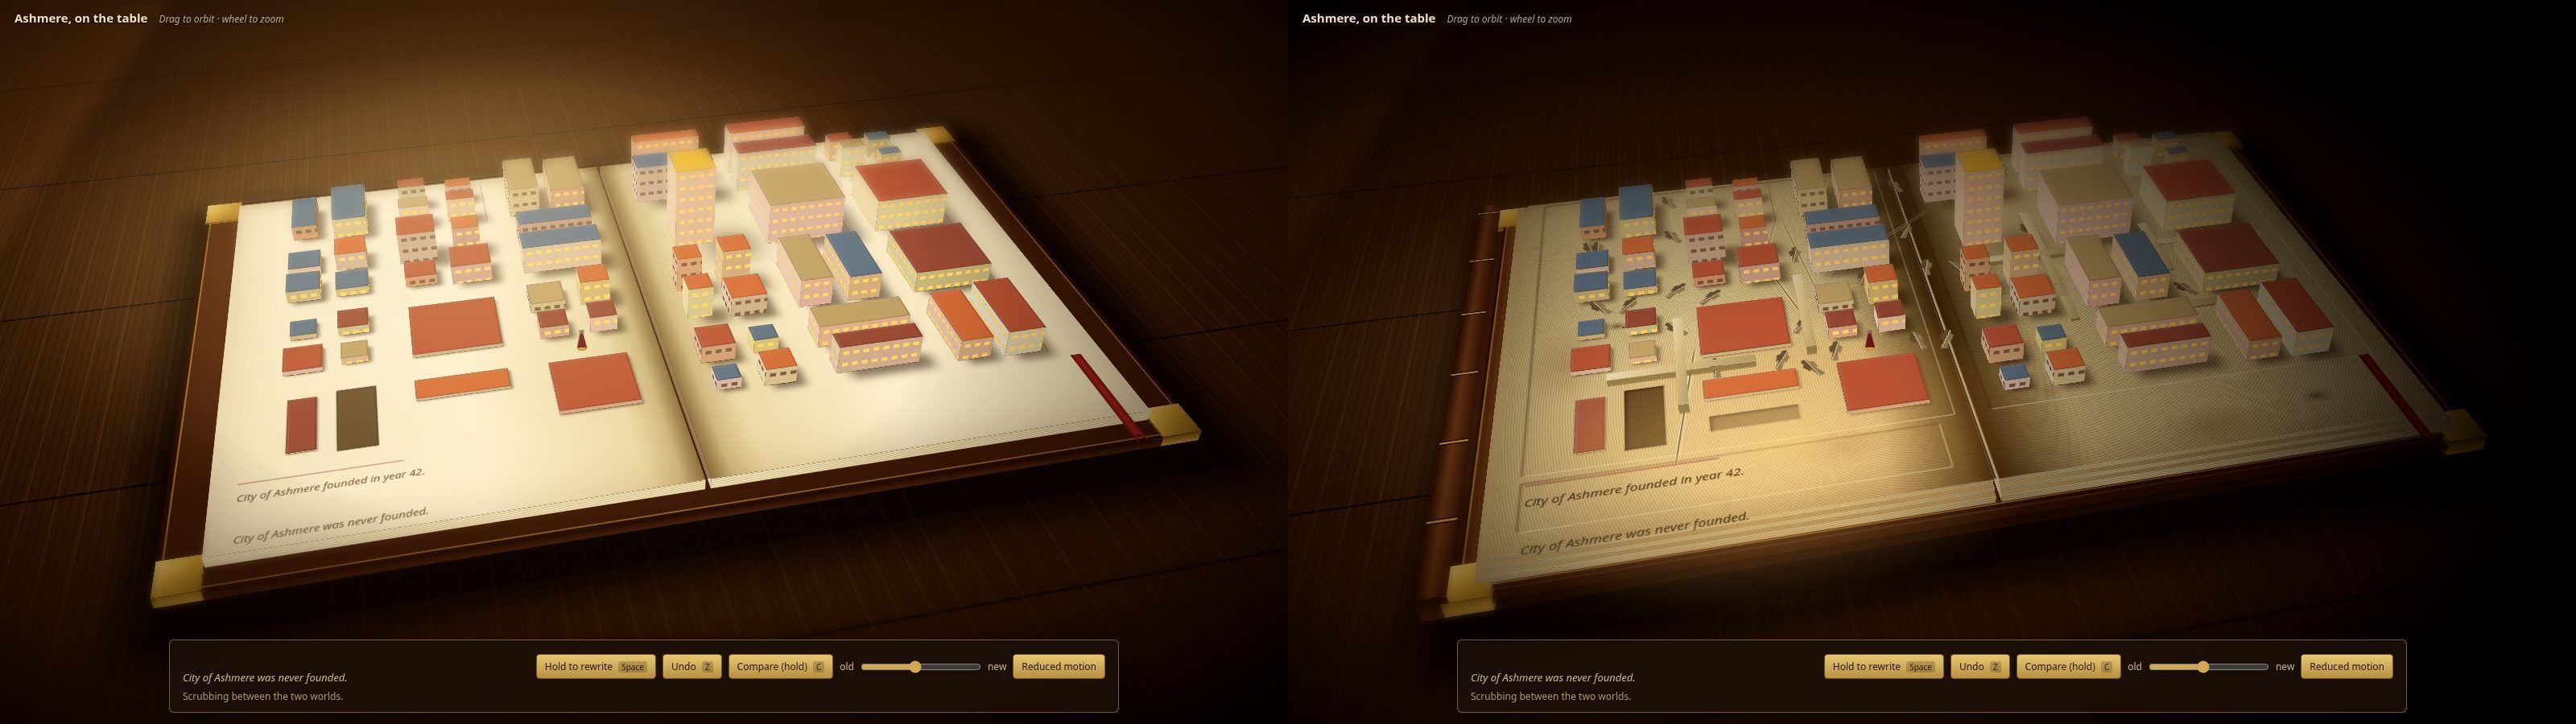 Ashmere, on the table Drag to orbit · wheel to zoom
City of Ashmere founded in year 42.
City of Ashmere was never founded.
Hold to rewrite Space Undo Z Compare (hold) C old new Reduced motion
City of Ashmere was never founded.
Scrubbing between the two worlds.
Ashmere, on the table Drag to orbit · wheel to zoom
City of Ashmere founded in year 42.
City of Ashmere was never founded.
Hold to rewrite Space Undo Z Compare (hold) C old new Reduced motion
City of Ashmere was never founded.
Scrubbing between the two worlds.